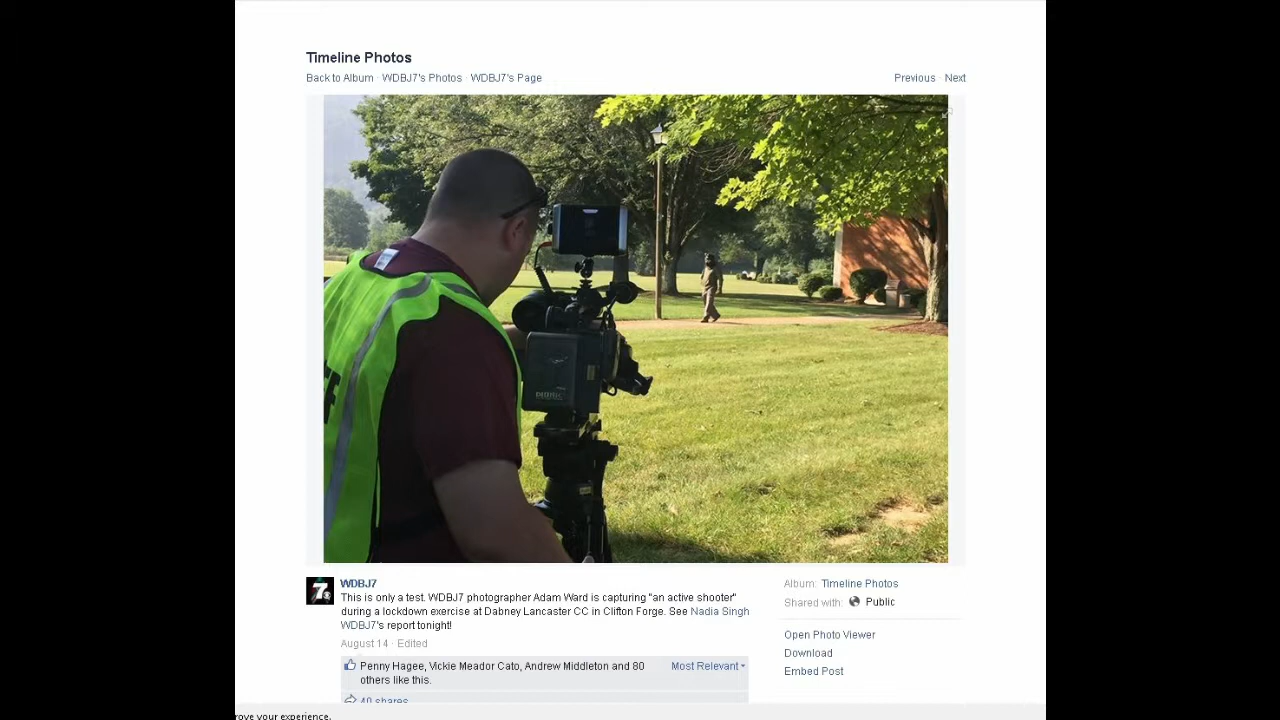 Timeline Photos
Back to Album · WDBJ7's Photos · WDBJ7's Page
Previous · Next
WDBJ7
This is only a test. WDBJ7 photographer Adam Ward is capturing "an active shooter"
during a lockdown exercise at Dabney Lancaster CC in Clifton Forge. See Nadia Singh
WDBJ7's report tonight!
August 14 · Edited
Penny Hagee, Vickie Meador Cato, Andrew Middleton and 80
others like this.
Most Relevant
40 shares
Album: Timeline Photos
Shared with: Public
Open Photo Viewer
Download
Embed Post
rove your experience.